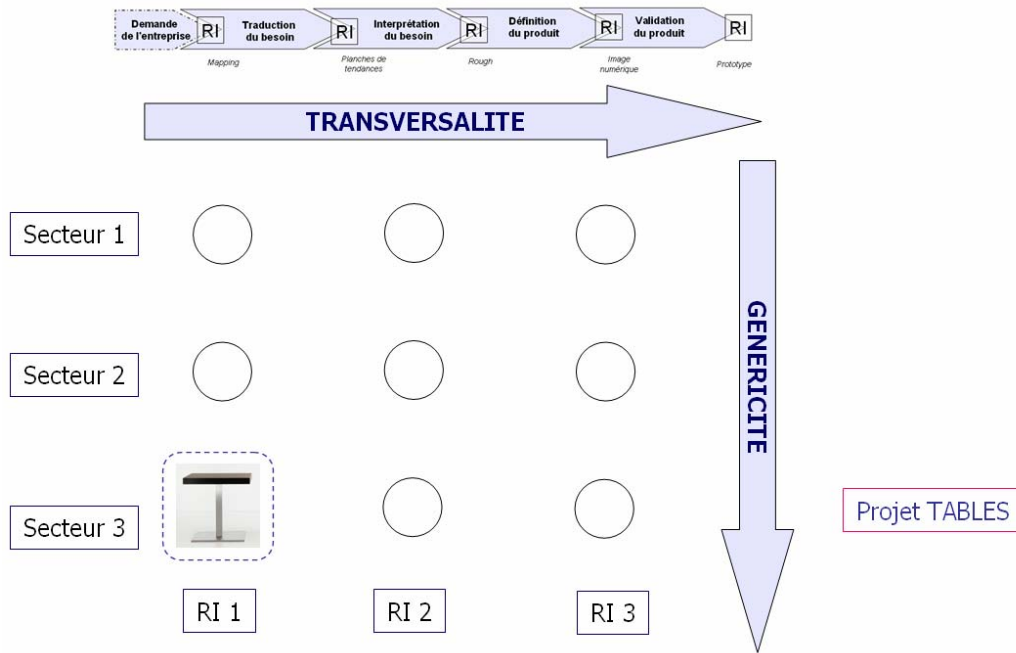 Demande
de l'entreprise
RI
Traduction
du besoin
RI
Interprétation
du besoin
RI
Définition
du produit
RI
Validation
du produit
RI
Mapping
Planches de
tendances
Rough
Image
numérique
Prototype
TRANSVERSALITE
GENERICITE
Secteur 1
Secteur 2
Secteur 3
Projet TABLES
RI 1
RI 2
RI 3